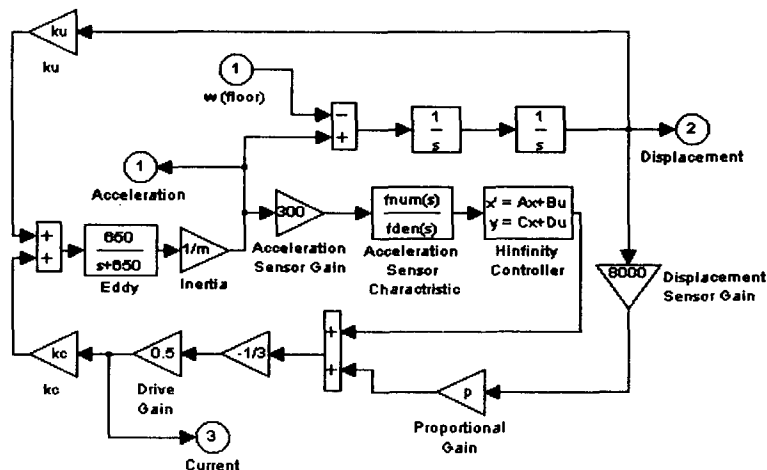 ku
ku
1
w (floor)
−
+
1
s
1
s
2
Displacement
1
Acceleration
+
+
650
s+650
Eddy
1/m
Inertia
300
Acceleration
Sensor Gain
fnum(s)
fden(s)
Acceleration
Sensor
Charactristic
x' = Ax+Bu
y = Cx+Du
Hinfinity
Controller
8000
Displacement
Sensor Gain
kc
kc
0.5
Drive
Gain
-1/3
+
+
p
Proportional
Gain
3
Current